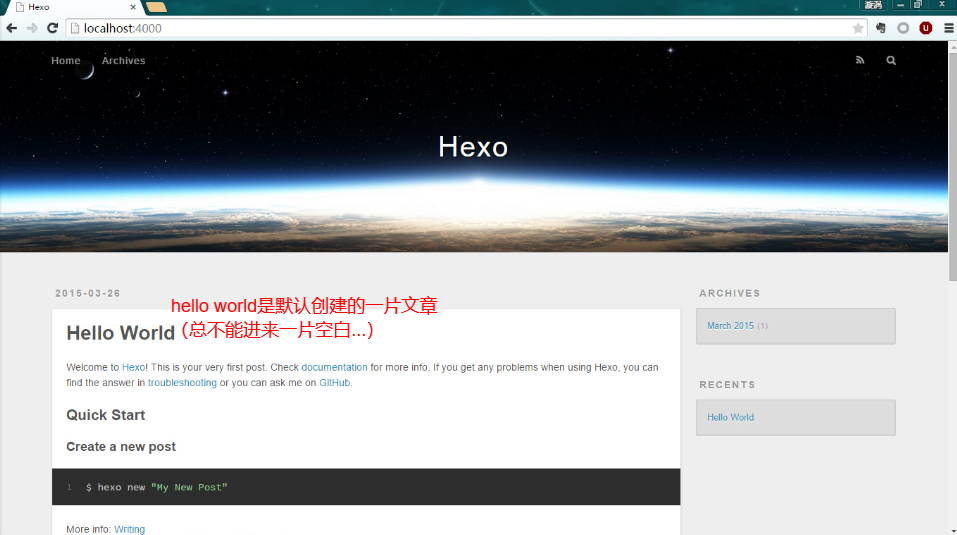 Hexo
漩涡
localhost:4000
Home Archives
Hexo
2015-03-26
hello world是默认创建的一片文章
(总不能进来一片空白...)
Hello World
Welcome to Hexo! This is your very first post. Check documentation for more info. If you get any problems when using Hexo, you can
find the answer in troubleshooting or you can ask me on GitHub.
Quick Start
Create a new post
1 $ hexo new "My New Post"
More info: Writing
ARCHIVES
March 2015 (1)
RECENTS
Hello World